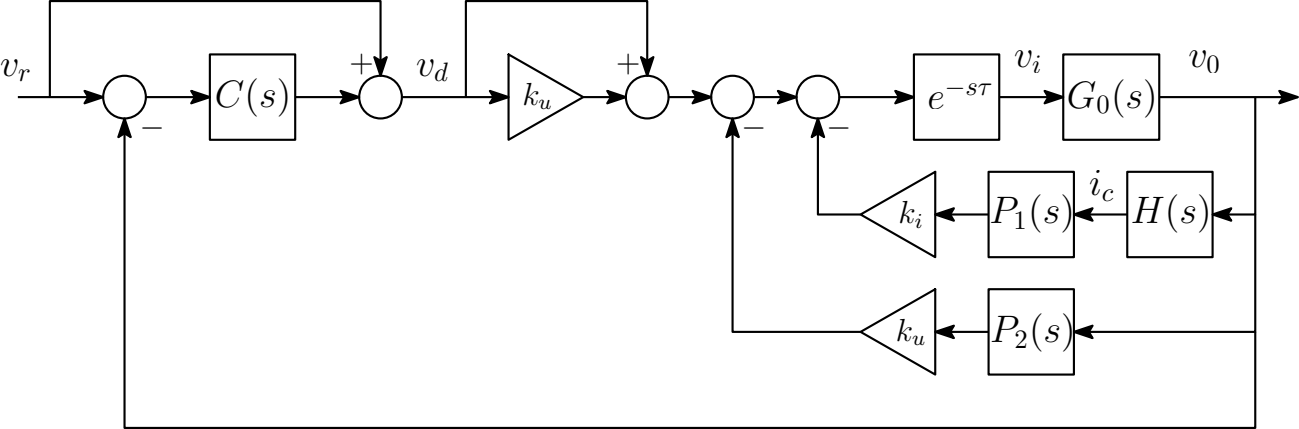 v_r
C(s)
+
v_d
k_u
+
e^{-sτ}
v_i
G_0(s)
v_0
−
−
−
k_i
P_1(s)
i_c
H(s)
k_u
P_2(s)